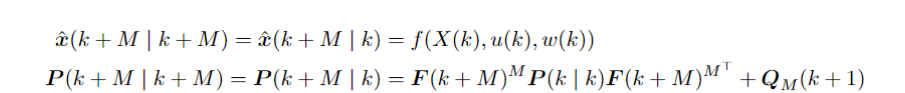 x̂(k + M | k + M) = x̂(k + M | k) = f(X(k), u(k), w(k))
P(k + M | k + M) = P(k + M | k) = F(k + M)^M P(k | k)F(k + M)^{M^⊤} + Q_M(k + 1)